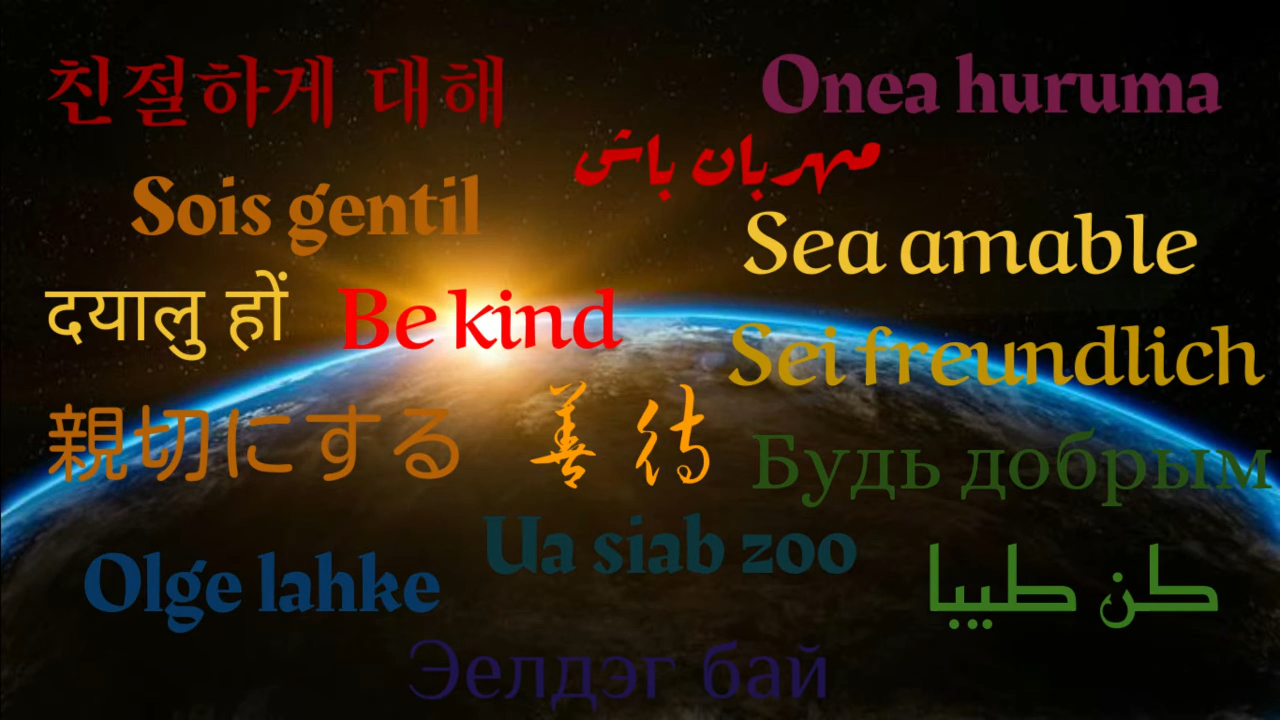 친절하게 대해
Onea huruma
مهربان باش
Sois gentil
Sea amable
दयालु हों
Be kind
Sei freundlich
親切にする
善待
Будь добрым
Ua siab zoo
Olge lahke
كن طيبا
Эелдэг бай